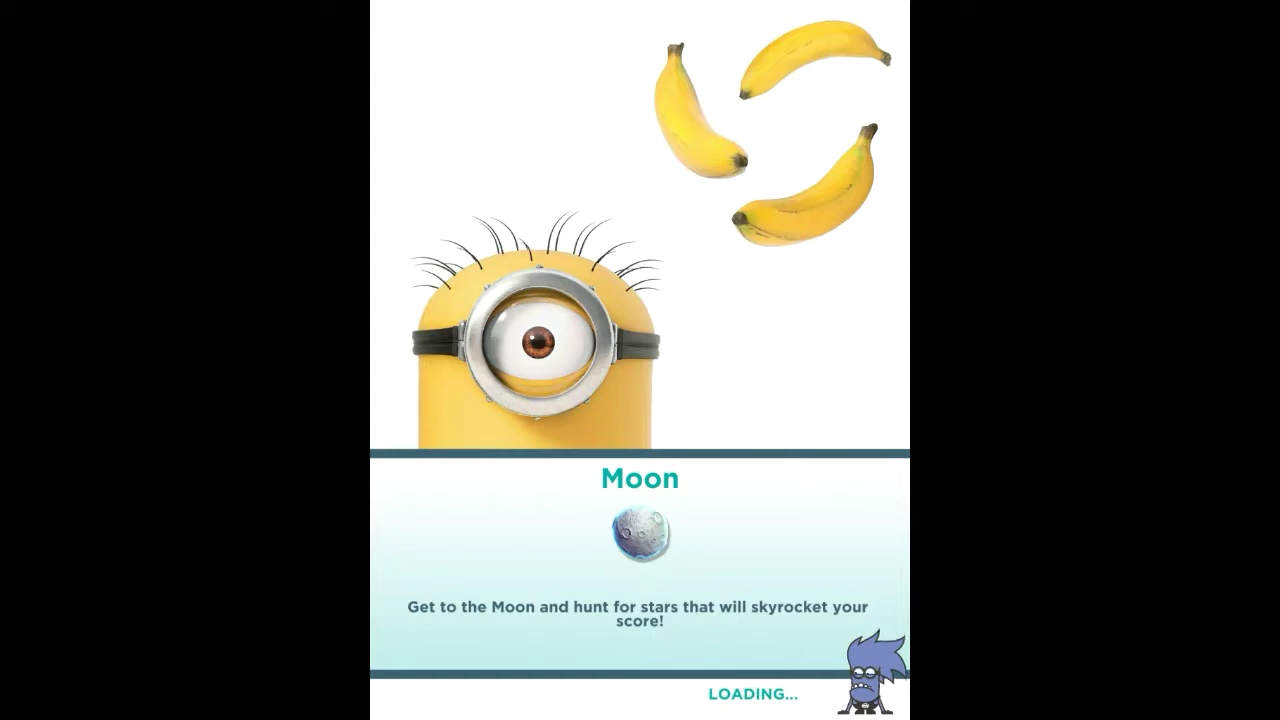 Moon
Get to the Moon and hunt for stars that will skyrocket your
score!
LOADING...